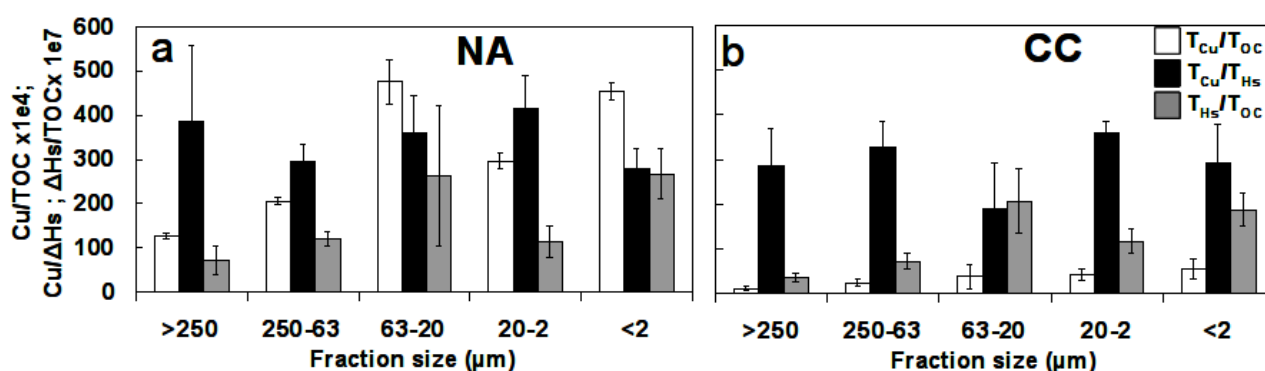 Cu/TOC x1e4;
Cu/ΔHs ; ΔHs/TOCx 1e7
600
500
400
300
200
100
0
a
NA
>250
250-63
63-20
20-2
<2
Fraction size (µm)
b
CC
T_Cu/T_OC
T_Cu/T_Hs
T_Hs/T_OC
>250
250-63
63-20
20-2
<2
Fraction size (µm)